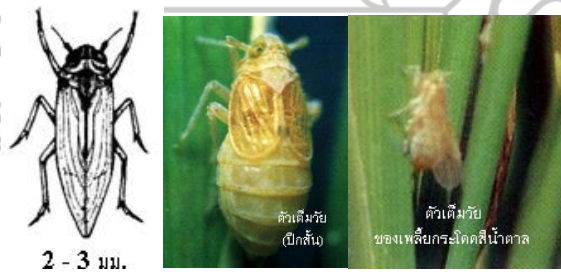 2 - 3 มม.
ตัวเต็มวัย
(ปีกสั้น)
ตัวเต็มวัย
ของเพลี้ยกระโดดสีน้ำตาล